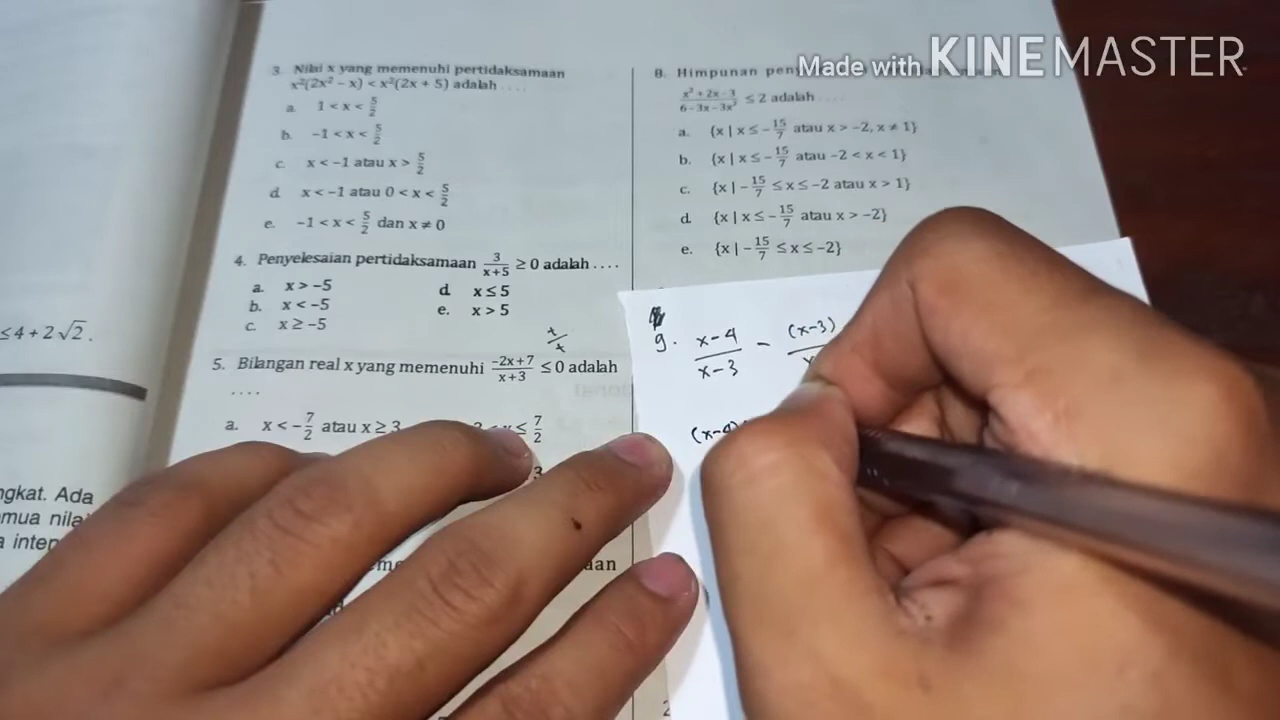 Made with KINEMASTER
3. Nilai x yang memenuhi pertidaksamaan
x²(2x² − x) < x²(2x + 5) adalah . . . .
a. 1 < x < 5/2
b. −1 < x < 5/2
c. x < −1 atau x > 5/2
d. x < −1 atau 0 < x < 5/2
e. −1 < x < 5/2 dan x ≠ 0
4. Penyelesaian pertidaksamaan 3/(x+5) ≥ 0 adalah . . . .
a. x > −5
b. x < −5
c. x ≥ −5
d. x ≤ 5
e. x > 5
5. Bilangan real x yang memenuhi (−2x+7)/(x+3) ≤ 0 adalah
. . . .
a. x < −7/2 atau x ≥ 3
≤ 7/2
aan
8. Himpunan
(x² + 2x − 3)/(6 − 3x − 3x²) ≤ 2 adalah . . . .
a. {x | x ≤ −15/7 atau x > −2, x ≠ 1}
b. {x | x ≤ −15/7 atau −2 < x < 1}
c. {x | −15/7 ≤ x ≤ −2 atau x > 1}
d. {x | x ≤ −15/7 atau x > −2}
e. {x | −15/7 ≤ x ≤ −2}
9. (x−4)/(x−3) − (x−3)
(x−4)
≤ 4 + 2√2 .
ngkat. Ada